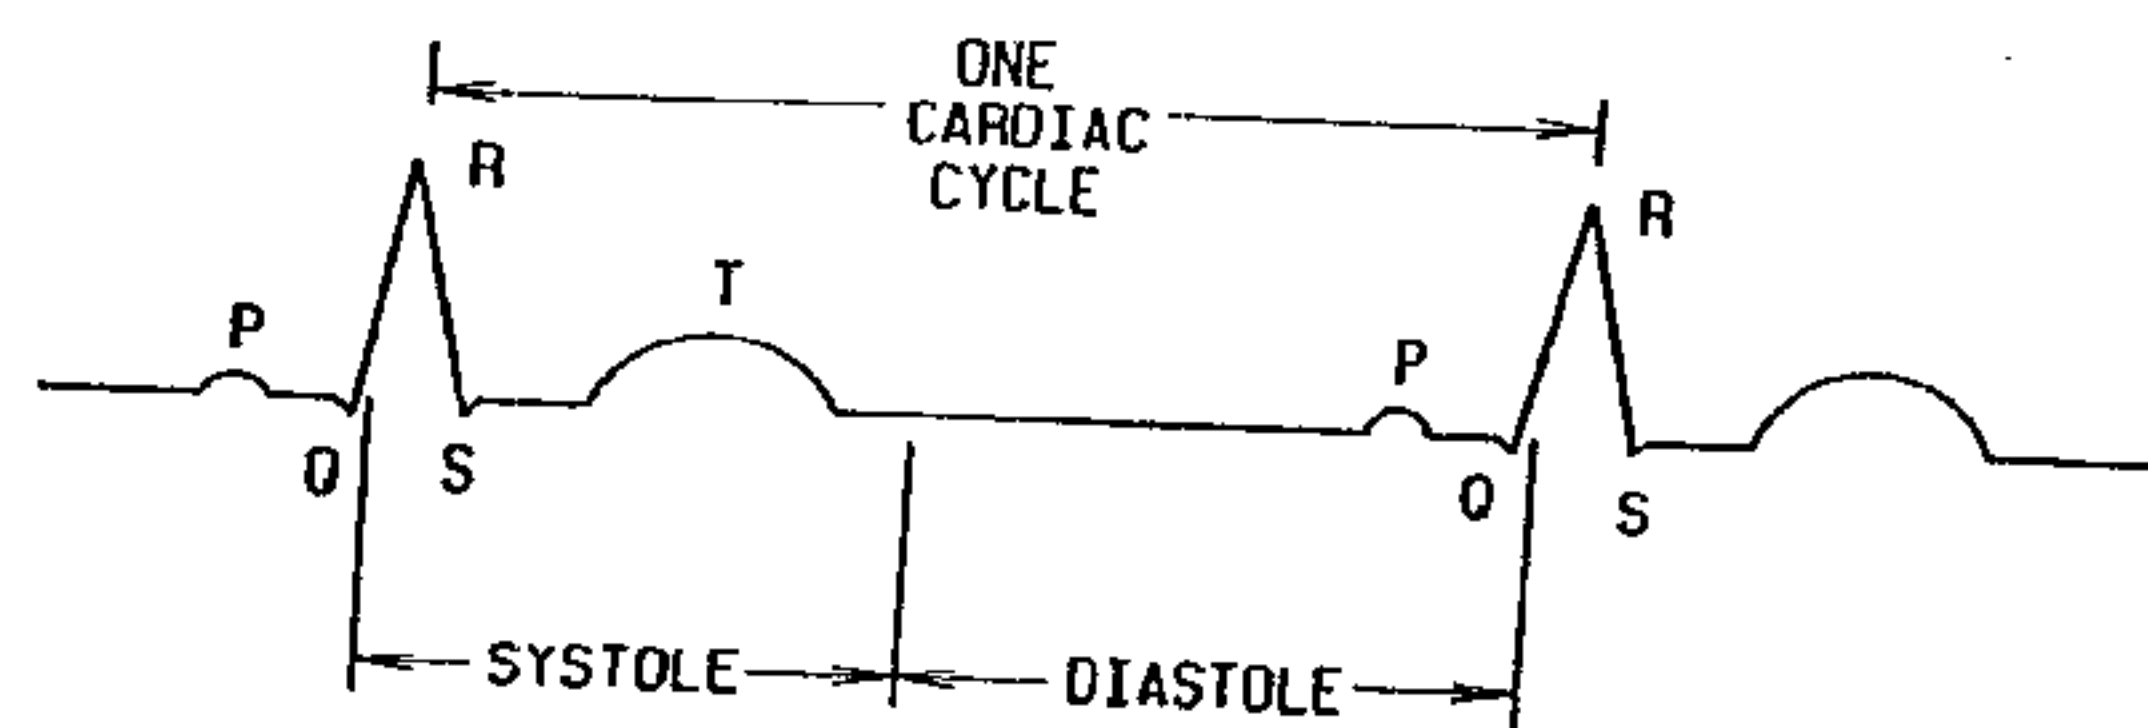 ONE
CARDIAC
CYCLE
R
R
T
P
P
Q
S
Q
S
SYSTOLE
DIASTOLE